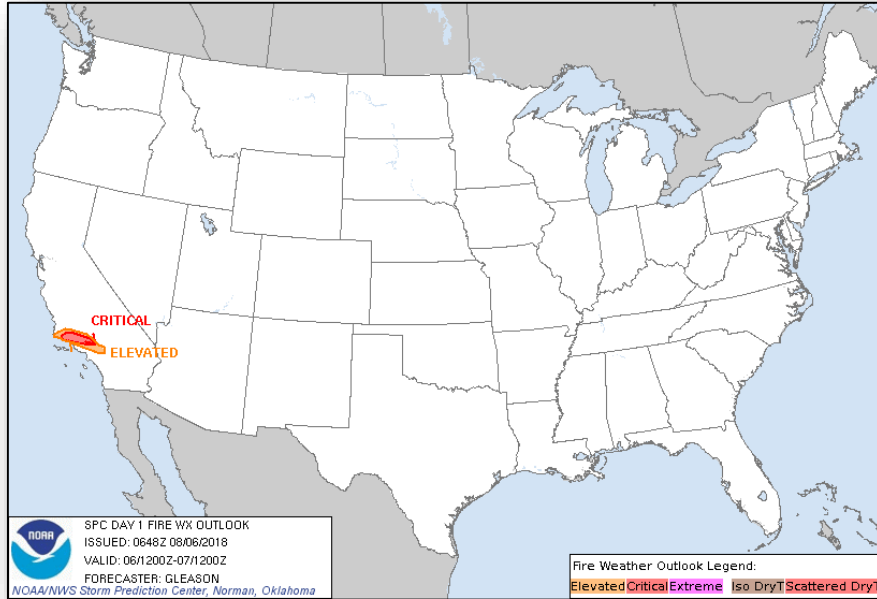 CRITICAL
ELEVATED
NOAA
SPC DAY 1 FIRE WX OUTLOOK
ISSUED: 0648Z 08/06/2018
VALID: 06/1200Z-07/1200Z
FORECASTER: GLEASON
NOAA/NWS Storm Prediction Center, Norman, Oklahoma
Fire Weather Outlook Legend:
Elevated Critical Extreme Iso DryT Scattered DryT